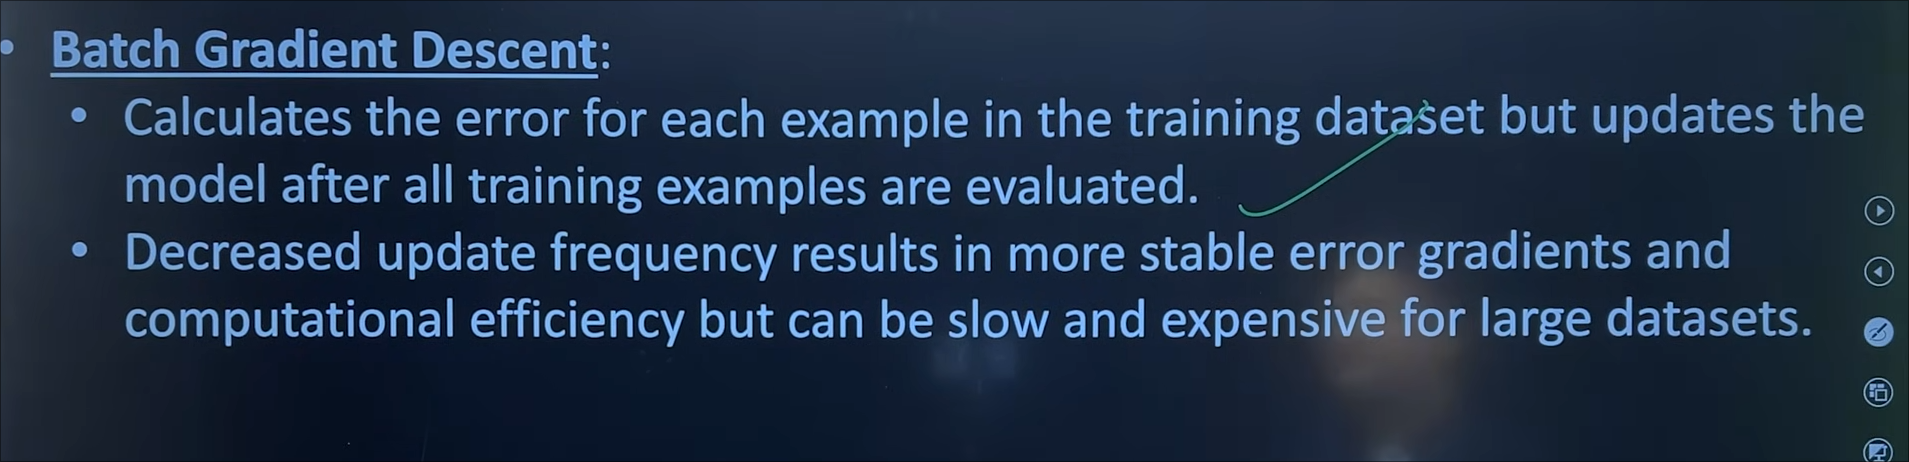 • Batch Gradient Descent:
• Calculates the error for each example in the training dataset but updates the
model after all training examples are evaluated.
• Decreased update frequency results in more stable error gradients and
computational efficiency but can be slow and expensive for large datasets.